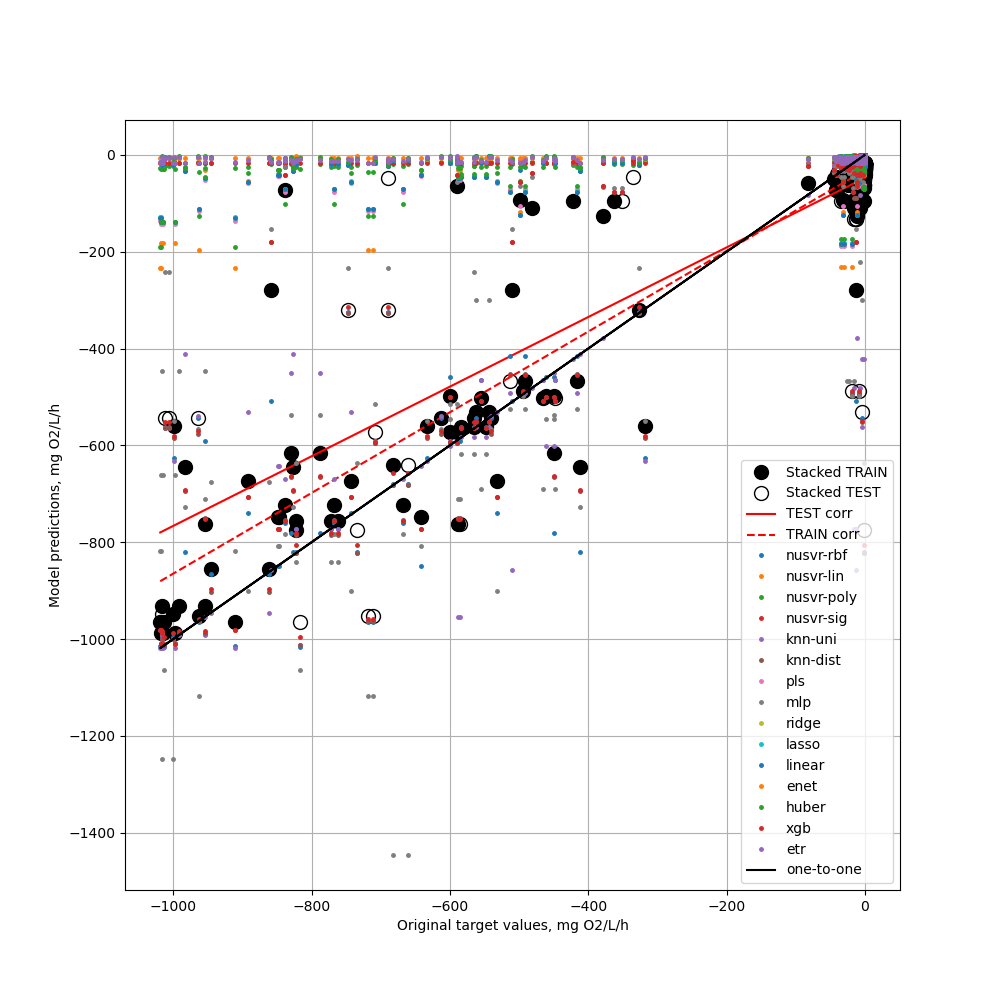 0
−200
−400
−600
−800
−1000
−1200
−1400
−1000
−800
−600
−400
−200
0
Model predictions, mg O2/L/h
Original target values, mg O2/L/h
Stacked TRAIN
Stacked TEST
TEST corr
TRAIN corr
nusvr-rbf
nusvr-lin
nusvr-poly
nusvr-sig
knn-uni
knn-dist
pls
mlp
ridge
lasso
linear
enet
huber
xgb
etr
one-to-one